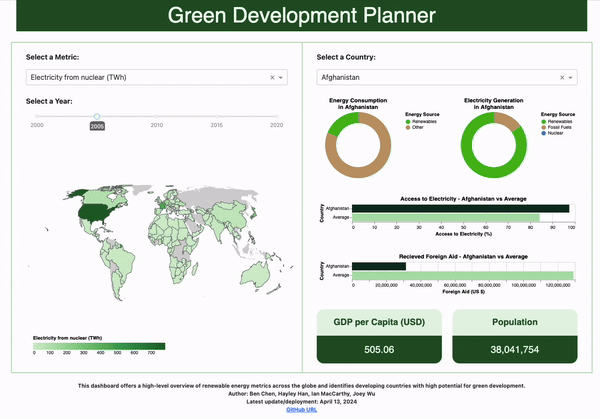 Green Development Planner
Select a Metric:
Electricity from nuclear (TWh)
Select a Year:
2000
2005
2010
2015
2020
Electricity from nuclear (TWh)
0 100 200 300 400 500 600 700
Select a Country:
Afghanistan
Energy Consumption
in Afghanistan
Energy Source
Renewables
Other
Electricity Generation
in Afghanistan
Energy Source
Renewables
Fossil Fuels
Nuclear
Access to Electricity - Afghanistan vs Average
Country
Afghanistan
Average
0 10 20 30 40 50 60 70 80 90 100
Access to Electricity (%)
Recieved Foreign Aid - Afghanistan vs Average
Country
Afghanistan
Average
0 20,000,000 40,000,000 60,000,000 80,000,000 100,000,000 120,000,000
Foreign Aid (US $)
GDP per Capita (USD)
505.06
Population
38,041,754
This dashboard offers a high-level overview of renewable energy metrics across the globe and identifies developing countries with high potential for green development.
Author: Ben Chen, Hayley Han, Ian MacCarthy, Joey Wu
Latest update/deployment: April 13, 2024
GitHub URL